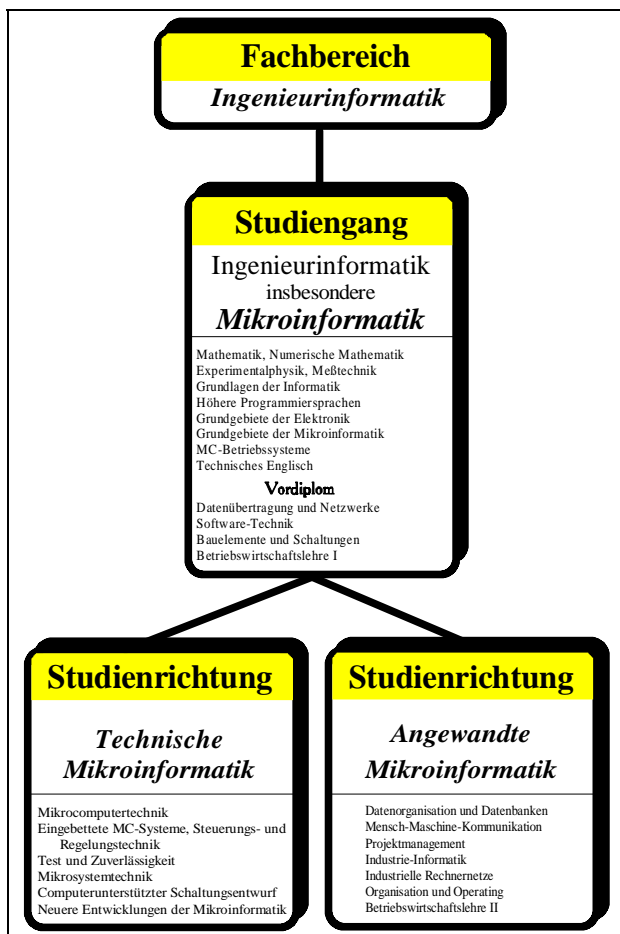 Fachbereich
Ingenieurinformatik
Studiengang
Ingenieurinformatik
insbesondere
Mikroinformatik
Mathematik, Numerische Mathematik
Experimentalphysik, Meßtechnik
Grundlagen der Informatik
Höhere Programmiersprachen
Grundgebiete der Elektronik
Grundgebiete der Mikroinformatik
MC-Betriebssysteme
Technisches Englisch
Vordiplom
Datenübertragung und Netzwerke
Software-Technik
Bauelemente und Schaltungen
Betriebswirtschaftslehre I
Studienrichtung
Technische
Mikroinformatik
Mikrocomputertechnik
Eingebettete MC-Systeme, Steuerungs- und
Regelungstechnik
Test und Zuverlässigkeit
Mikrosystemtechnik
Computerunterstützter Schaltungsentwurf
Neuere Entwicklungen der Mikroinformatik
Studienrichtung
Angewandte
Mikroinformatik
Datenorganisation und Datenbanken
Mensch-Maschine-Kommunikation
Projektmanagement
Industrie-Informatik
Industrielle Rechnernetze
Organisation und Operating
Betriebswirtschaftslehre II